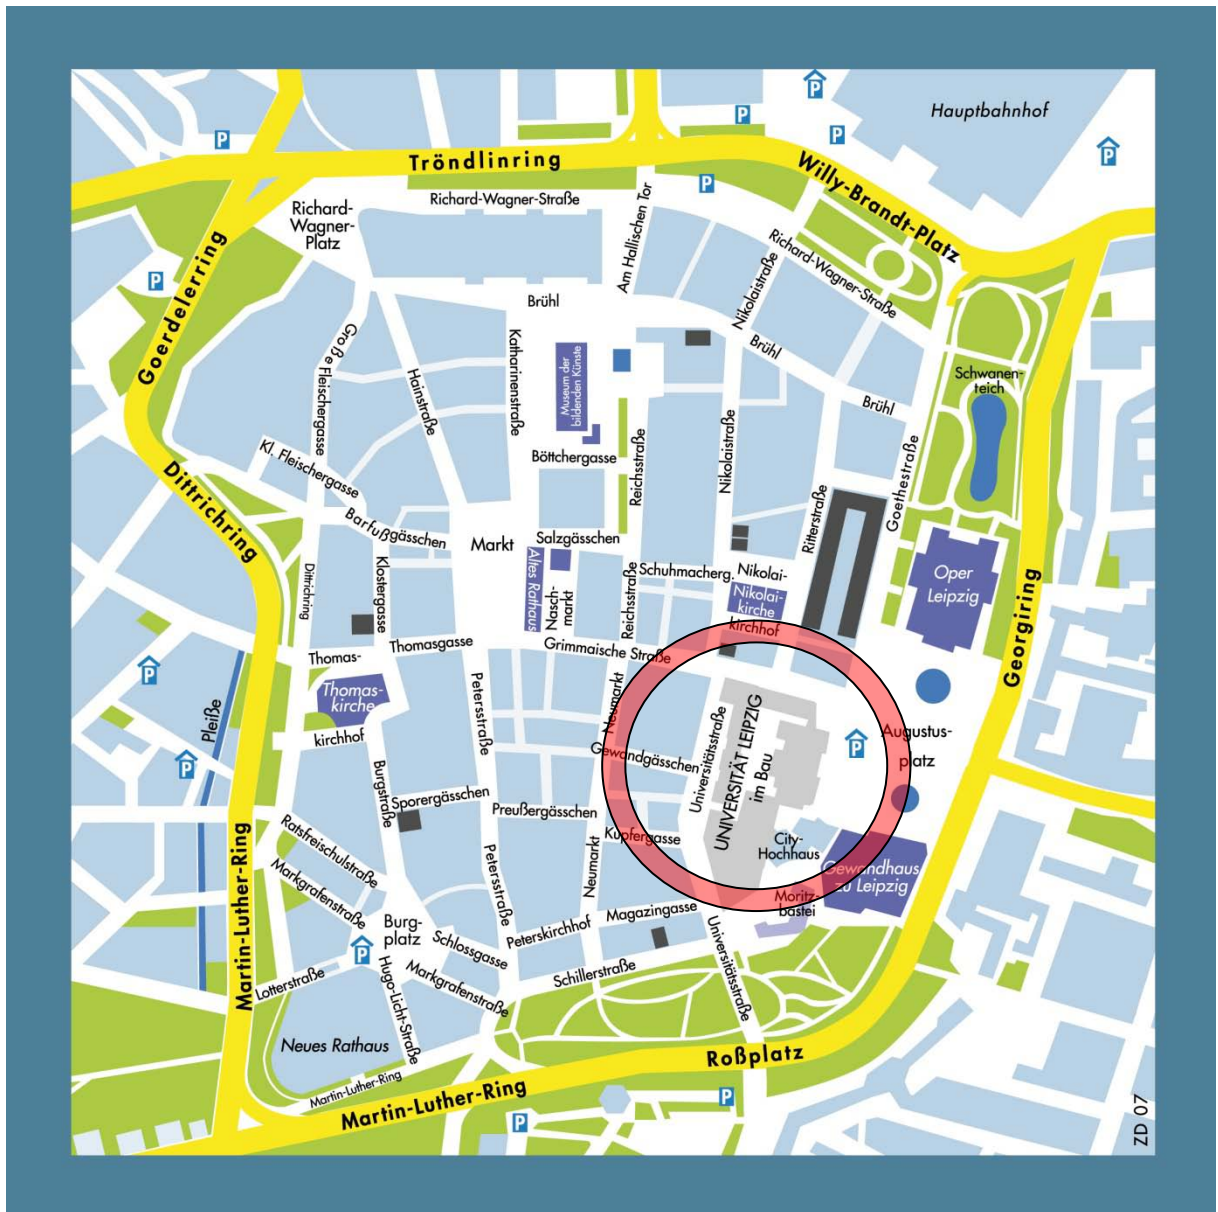 Hauptbahnhof
P
P
P
P
P
P
Tröndlinring
Willy-Brandt-Platz
Richard-Wagner-Straße
Richard-
Wagner-
Platz
Am Hallischen Tor
Richard-Wagner-Straße
Goerdelerring
P
Nikolaistraße
Brühl
Brühl
Brühl
Große Fleischergasse
Hainstraße
Katharinenstraße
Museum der
bildenden Künste
Schwanen-
teich
Kl. Fleischergasse
Böttchergasse
Reichsstraße
Nikolaistraße
Goethestraße
Ritterstraße
Dittrichring
Barfußgässchen
Markt
Salzgässchen
Altes Rathaus
Nasch-
markt
Reichsstraße
Schuhmacherg.
Nikolai-
Nikolai-
kirche
kirchhof
Oper
Leipzig
Georgiring
Dittrichring
Klostergasse
Thomasgasse
Thomas-
Thomas-
kirche
kirchhof
Grimmaische Straße
P
Pleiße
P
Petersstraße
Neumarkt
Gewandgässchen
Universitätsstraße
UNIVERSITÄT LEIPZIG
im Bau
P
Augustus-
platz
Burgstraße
Sporergässchen
Preußergässchen
Kupfergasse
City-
Hochhaus
Gewandhaus
zu Leipzig
Moritz-
bastei
Martin-Luther-Ring
Ratsfreischulstraße
Markgrafenstraße
Petersstraße
Neumarkt
Magazingasse
Peterskirchhof
Burg-
platz
P
Schlossgasse
Markgrafenstraße
Schillerstraße
Universitätsstraße
Lotterstraße
Hugo-Licht-Straße
Neues Rathaus
Martin-Luther-Ring
Martin-Luther-Ring
Roßplatz
P
P
ZD 07